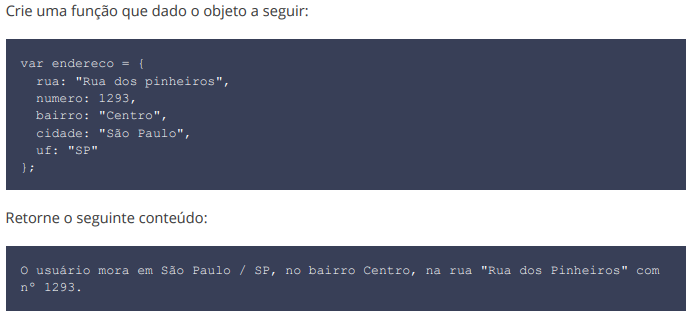 Crie uma função que dado o objeto a seguir:
var endereco = {
  rua: "Rua dos pinheiros",
  numero: 1293,
  bairro: "Centro",
  cidade: "São Paulo",
  uf: "SP"
};
Retorne o seguinte conteúdo:
O usuário mora em São Paulo / SP, no bairro Centro, na rua "Rua dos Pinheiros" com
nº 1293.